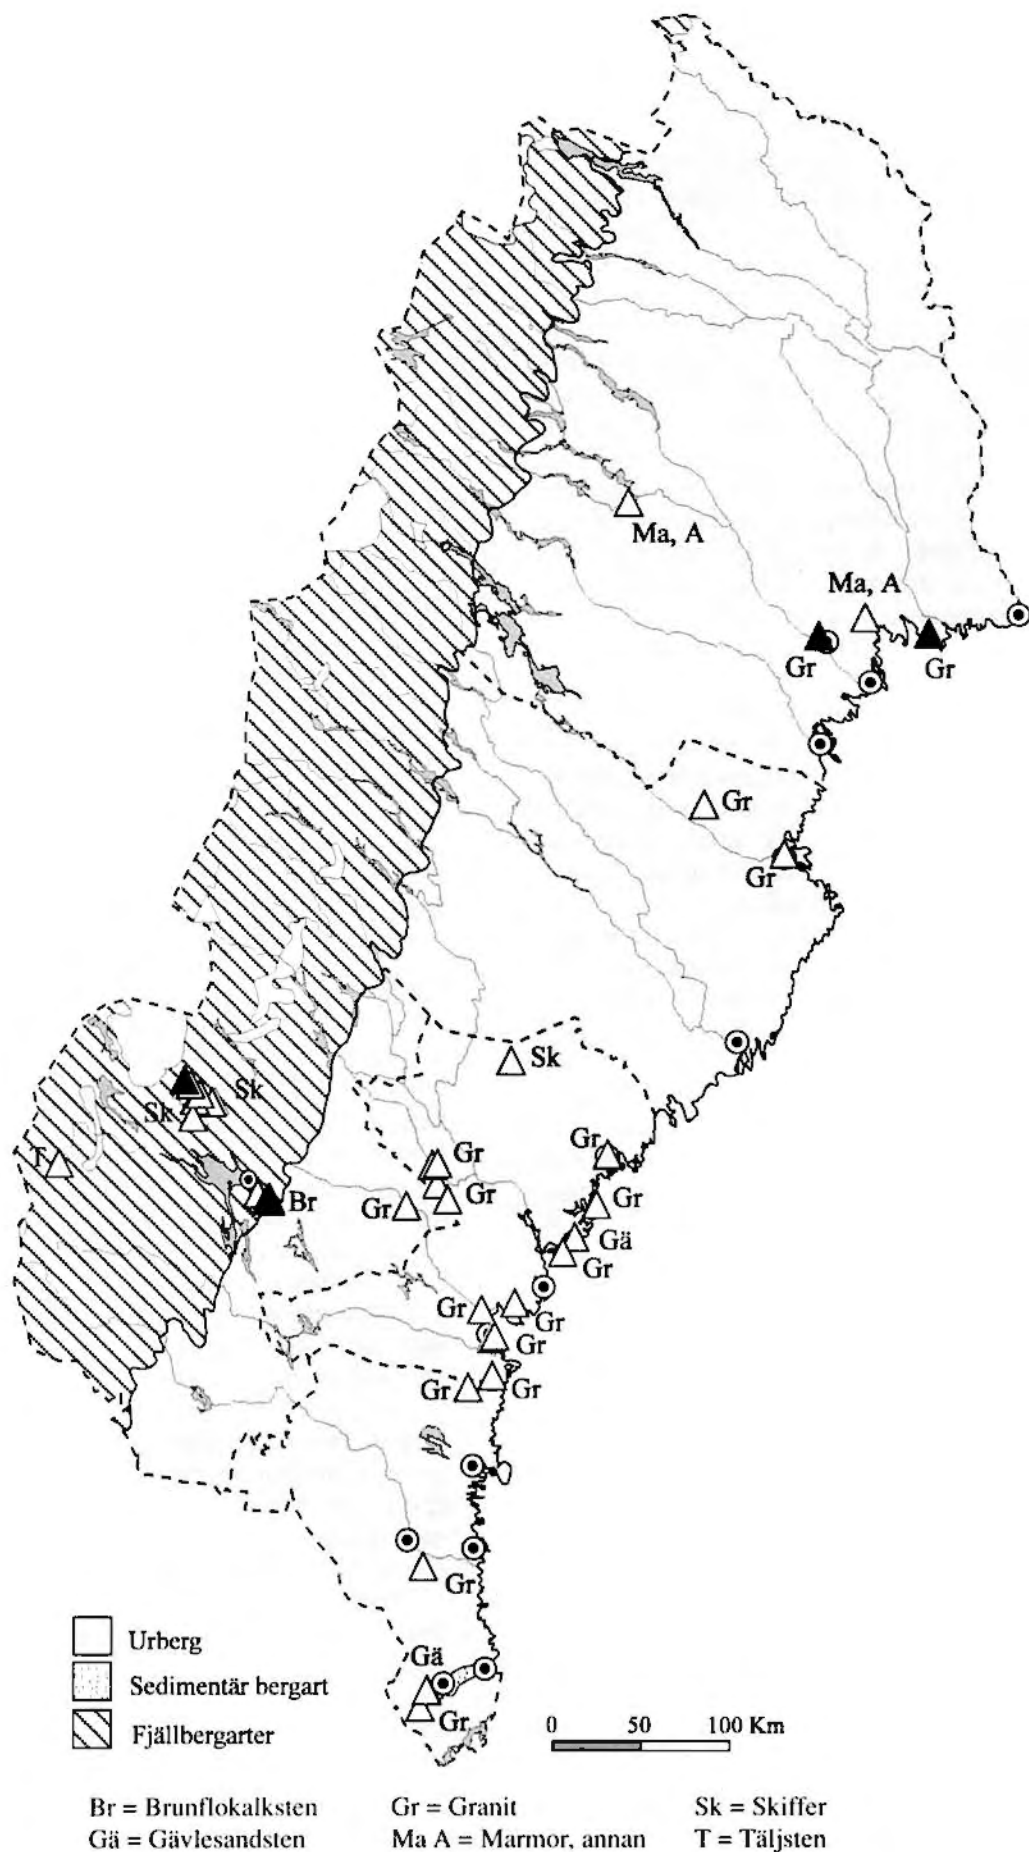 Ma, A
Ma, A
Gr
Gr
Gr
Gr
Sk
Sk
Sk
T
Br
Gr
Gr
Gr
Gr
Gr
Gä
Gr
Gr
Gr
Gr
Gr
Gr
Gr
Gä
Gr
Urberg
Sedimentär bergart
Fjällbergarter
0 50 100 Km
Br = Brunflokalksten
Gr = Granit
Sk = Skiffer
Gä = Gävlesandsten
Ma A = Marmor, annan
T = Täljsten